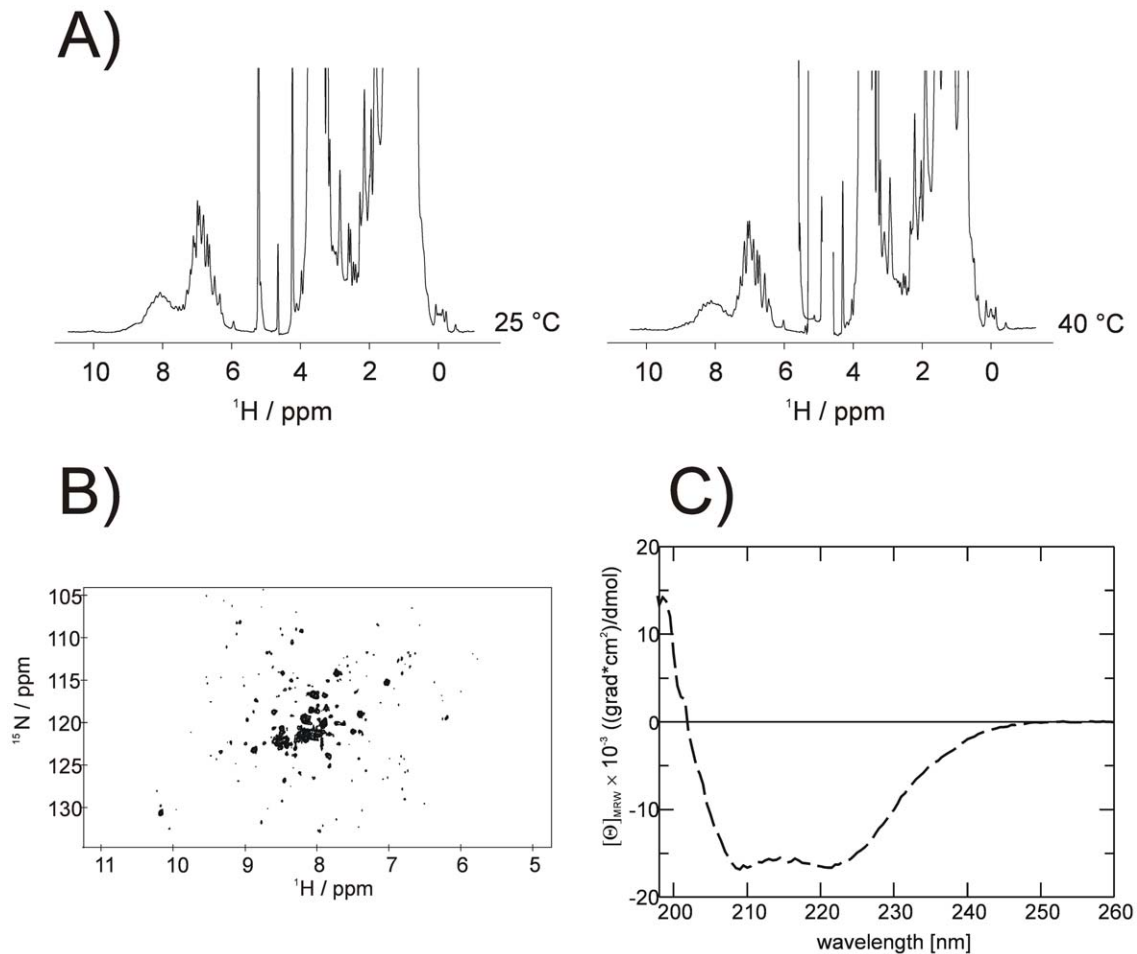 A)
25 °C
40 °C
10 8 6 4 2 0
10 8 6 4 2 0
¹H / ppm
¹H / ppm
B)
C)
105
110
115
120
125
130
¹⁵N / ppm
11 10 9 8 7 6 5
¹H / ppm
20
10
0
-10
-20
[Θ]MRW × 10⁻³ ((grad*cm²)/dmol)
200 210 220 230 240 250 260
wavelength [nm]